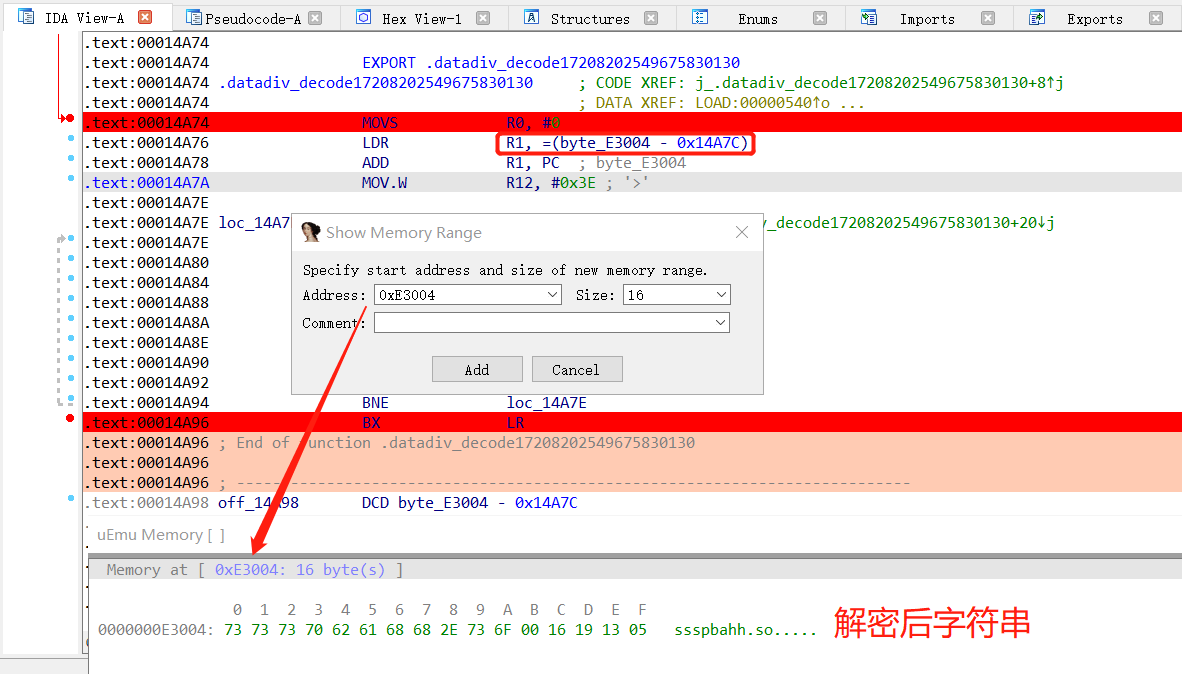 IDA View-A Pseudocode-A Hex View-1 Structures Enums Imports Exports
.text:00014A74
.text:00014A74 EXPORT .datadiv_decode17208202549675830130
.text:00014A74 .datadiv_decode17208202549675830130 ; CODE XREF: j_.datadiv_decode17208202549675830130+8↑j
.text:00014A74 ; DATA XREF: LOAD:00000540↑o ...
.text:00014A74 MOVS R0, #0
.text:00014A76 LDR R1, =(byte_E3004 - 0x14A7C)
.text:00014A78 ADD R1, PC ; byte_E3004
.text:00014A7A MOV.W R12, #0x3E ; '>'
.text:00014A7E
.text:00014A7E loc_14A7 v_decode17208202549675830130+20↓j
.text:00014A7E
.text:00014A80
.text:00014A84
.text:00014A88
.text:00014A8A
.text:00014A8E
.text:00014A90
.text:00014A92
.text:00014A94 BNE loc_14A7E
.text:00014A96 BX LR
.text:00014A96 ; End of function .datadiv_decode17208202549675830130
.text:00014A96
.text:00014A96 ; ---------------------------------------------------------------------------
.text:00014A98 off_14A98 DCD byte_E3004 - 0x14A7C
Show Memory Range
Specify start address and size of new memory range.
Address: 0xE3004 Size: 16
Comment:
Add Cancel
uEmu Memory [ ]
Memory at [ 0xE3004: 16 byte(s) ]
0 1 2 3 4 5 6 7 8 9 A B C D E F
0000000E3004: 73 73 73 70 62 61 68 68 2E 73 6F 00 16 19 13 05 ssspbahh.so.....
解密后字符串